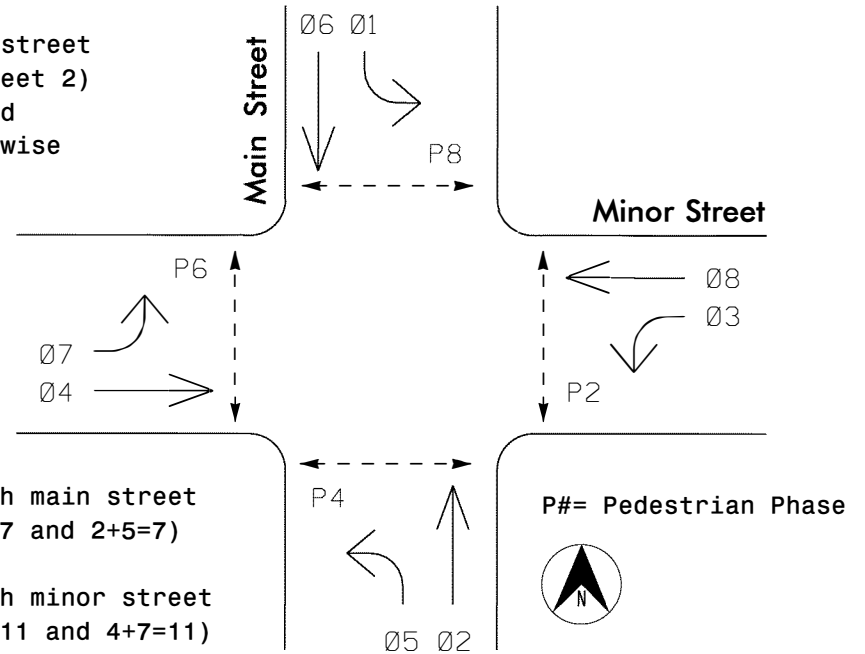 street
eet 2)
d
wise
Main Street
Ø6 Ø1
P8
Minor Street
P6
Ø8
Ø3
Ø7
Ø4
P2
h main street
7 and 2+5=7)
P4
P#= Pedestrian Phase
N
h minor street
11 and 4+7=11)
Ø5 Ø2